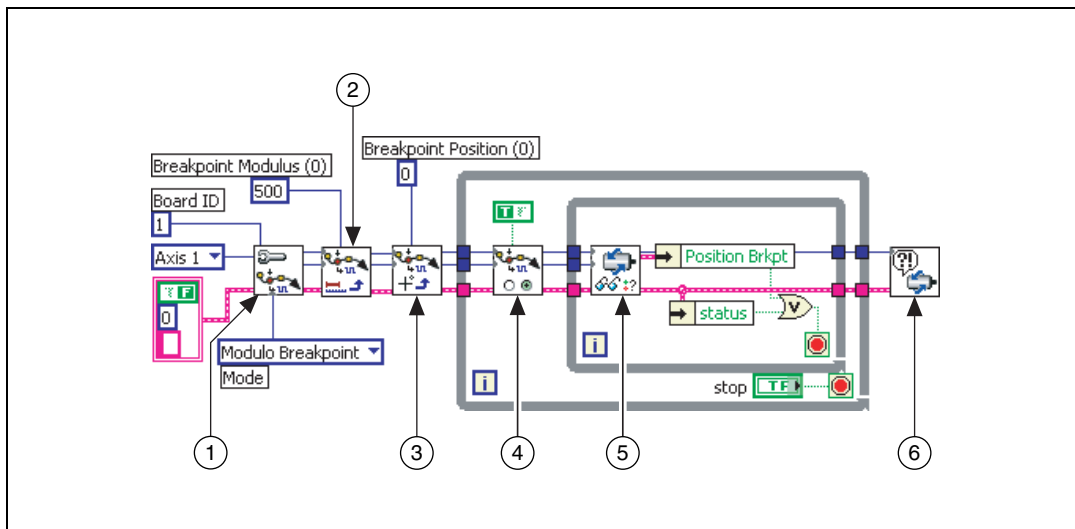 2
Breakpoint Position (0)
0
Breakpoint Modulus (0)
500
Board ID
1
Axis 1
F
0
T
Position Brkpt
status
V
?!
Modulo Breakpoint
Mode
i
i
stop
TF
1
3
4
5
6